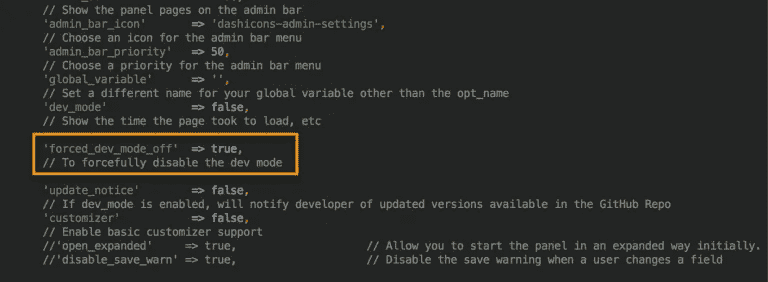 // Show the panel pages on the admin bar
'admin_bar_icon' => 'dashicons-admin-settings',
// Choose an icon for the admin bar menu
'admin_bar_priority' => 50,
// Choose a priority for the admin bar menu
'global_variable' => '',
// Set a different name for your global variable other than the opt_name
'dev_mode' => false,
// Show the time the page took to load, etc
'forced_dev_mode_off' => true,
// To forcefully disable the dev mode
'update_notice' => false,
// If dev_mode is enabled, will notify developer of updated versions available in the GitHub Repo
'customizer' => false,
// Enable basic customizer support
//'open_expanded' => true, // Allow you to start the panel in an expanded way initially.
//'disable_save_warn' => true, // Disable the save warning when a user changes a field